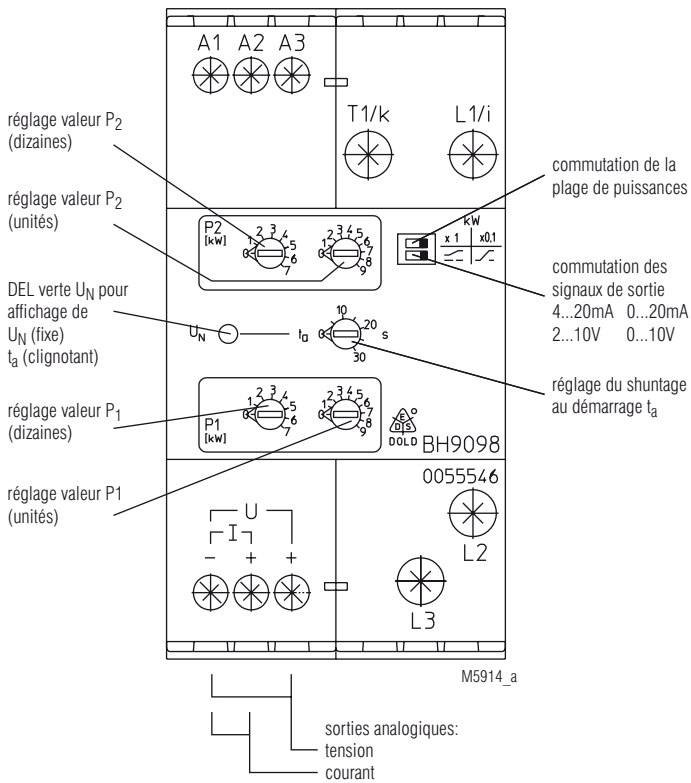 A1 A2 A3
T1/k L1/i
réglage valeur P2
(dizaines)
réglage valeur P2
(unités)
DEL verte UN pour
affichage de
UN (fixe)
ta (clignotant)
réglage valeur P1
(dizaines)
réglage valeur P1
(unités)
P2
[kW]
0 1 2 3 4 5 6 7
0 1 2 3 4 5 6 7 8 9
kW
x 1 x0,1
UN
ta
0 10 20 30
s
P1
[kW]
0 1 2 3 4 5 6 7
0 1 2 3 4 5 6 7 8 9
E
D S
DOLD
BH9098
0055546
U
I
- + +
L2
L3
commutation de la
plage de puissances
commutation des
signaux de sortie
4...20mA 0...20mA
2...10V 0...10V
réglage du shuntage
au démarrage ta
M5914_a
sorties analogiques:
tension
courant